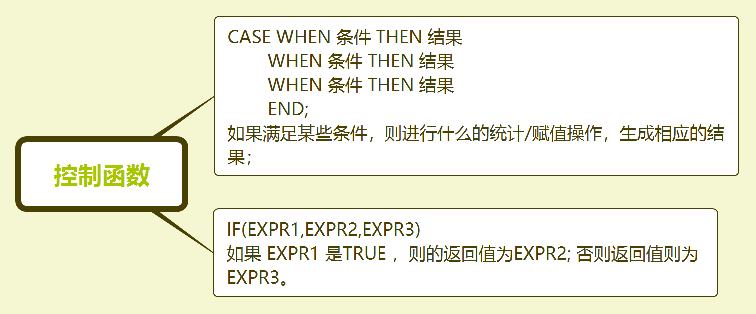 控制函数
CASE WHEN 条件 THEN 结果
WHEN 条件 THEN 结果
WHEN 条件 THEN 结果
END;
如果满足某些条件，则进行什么的统计/赋值操作，生成相应的结
果；
IF(EXPR1,EXPR2,EXPR3)
如果 EXPR1 是TRUE ，则的返回值为EXPR2; 否则返回值则为
EXPR3。